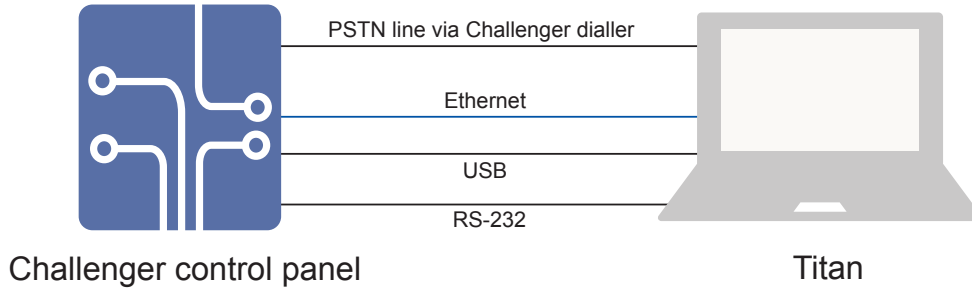 PSTN line via Challenger dialler
Ethernet
USB
RS-232
Challenger control panel
Titan